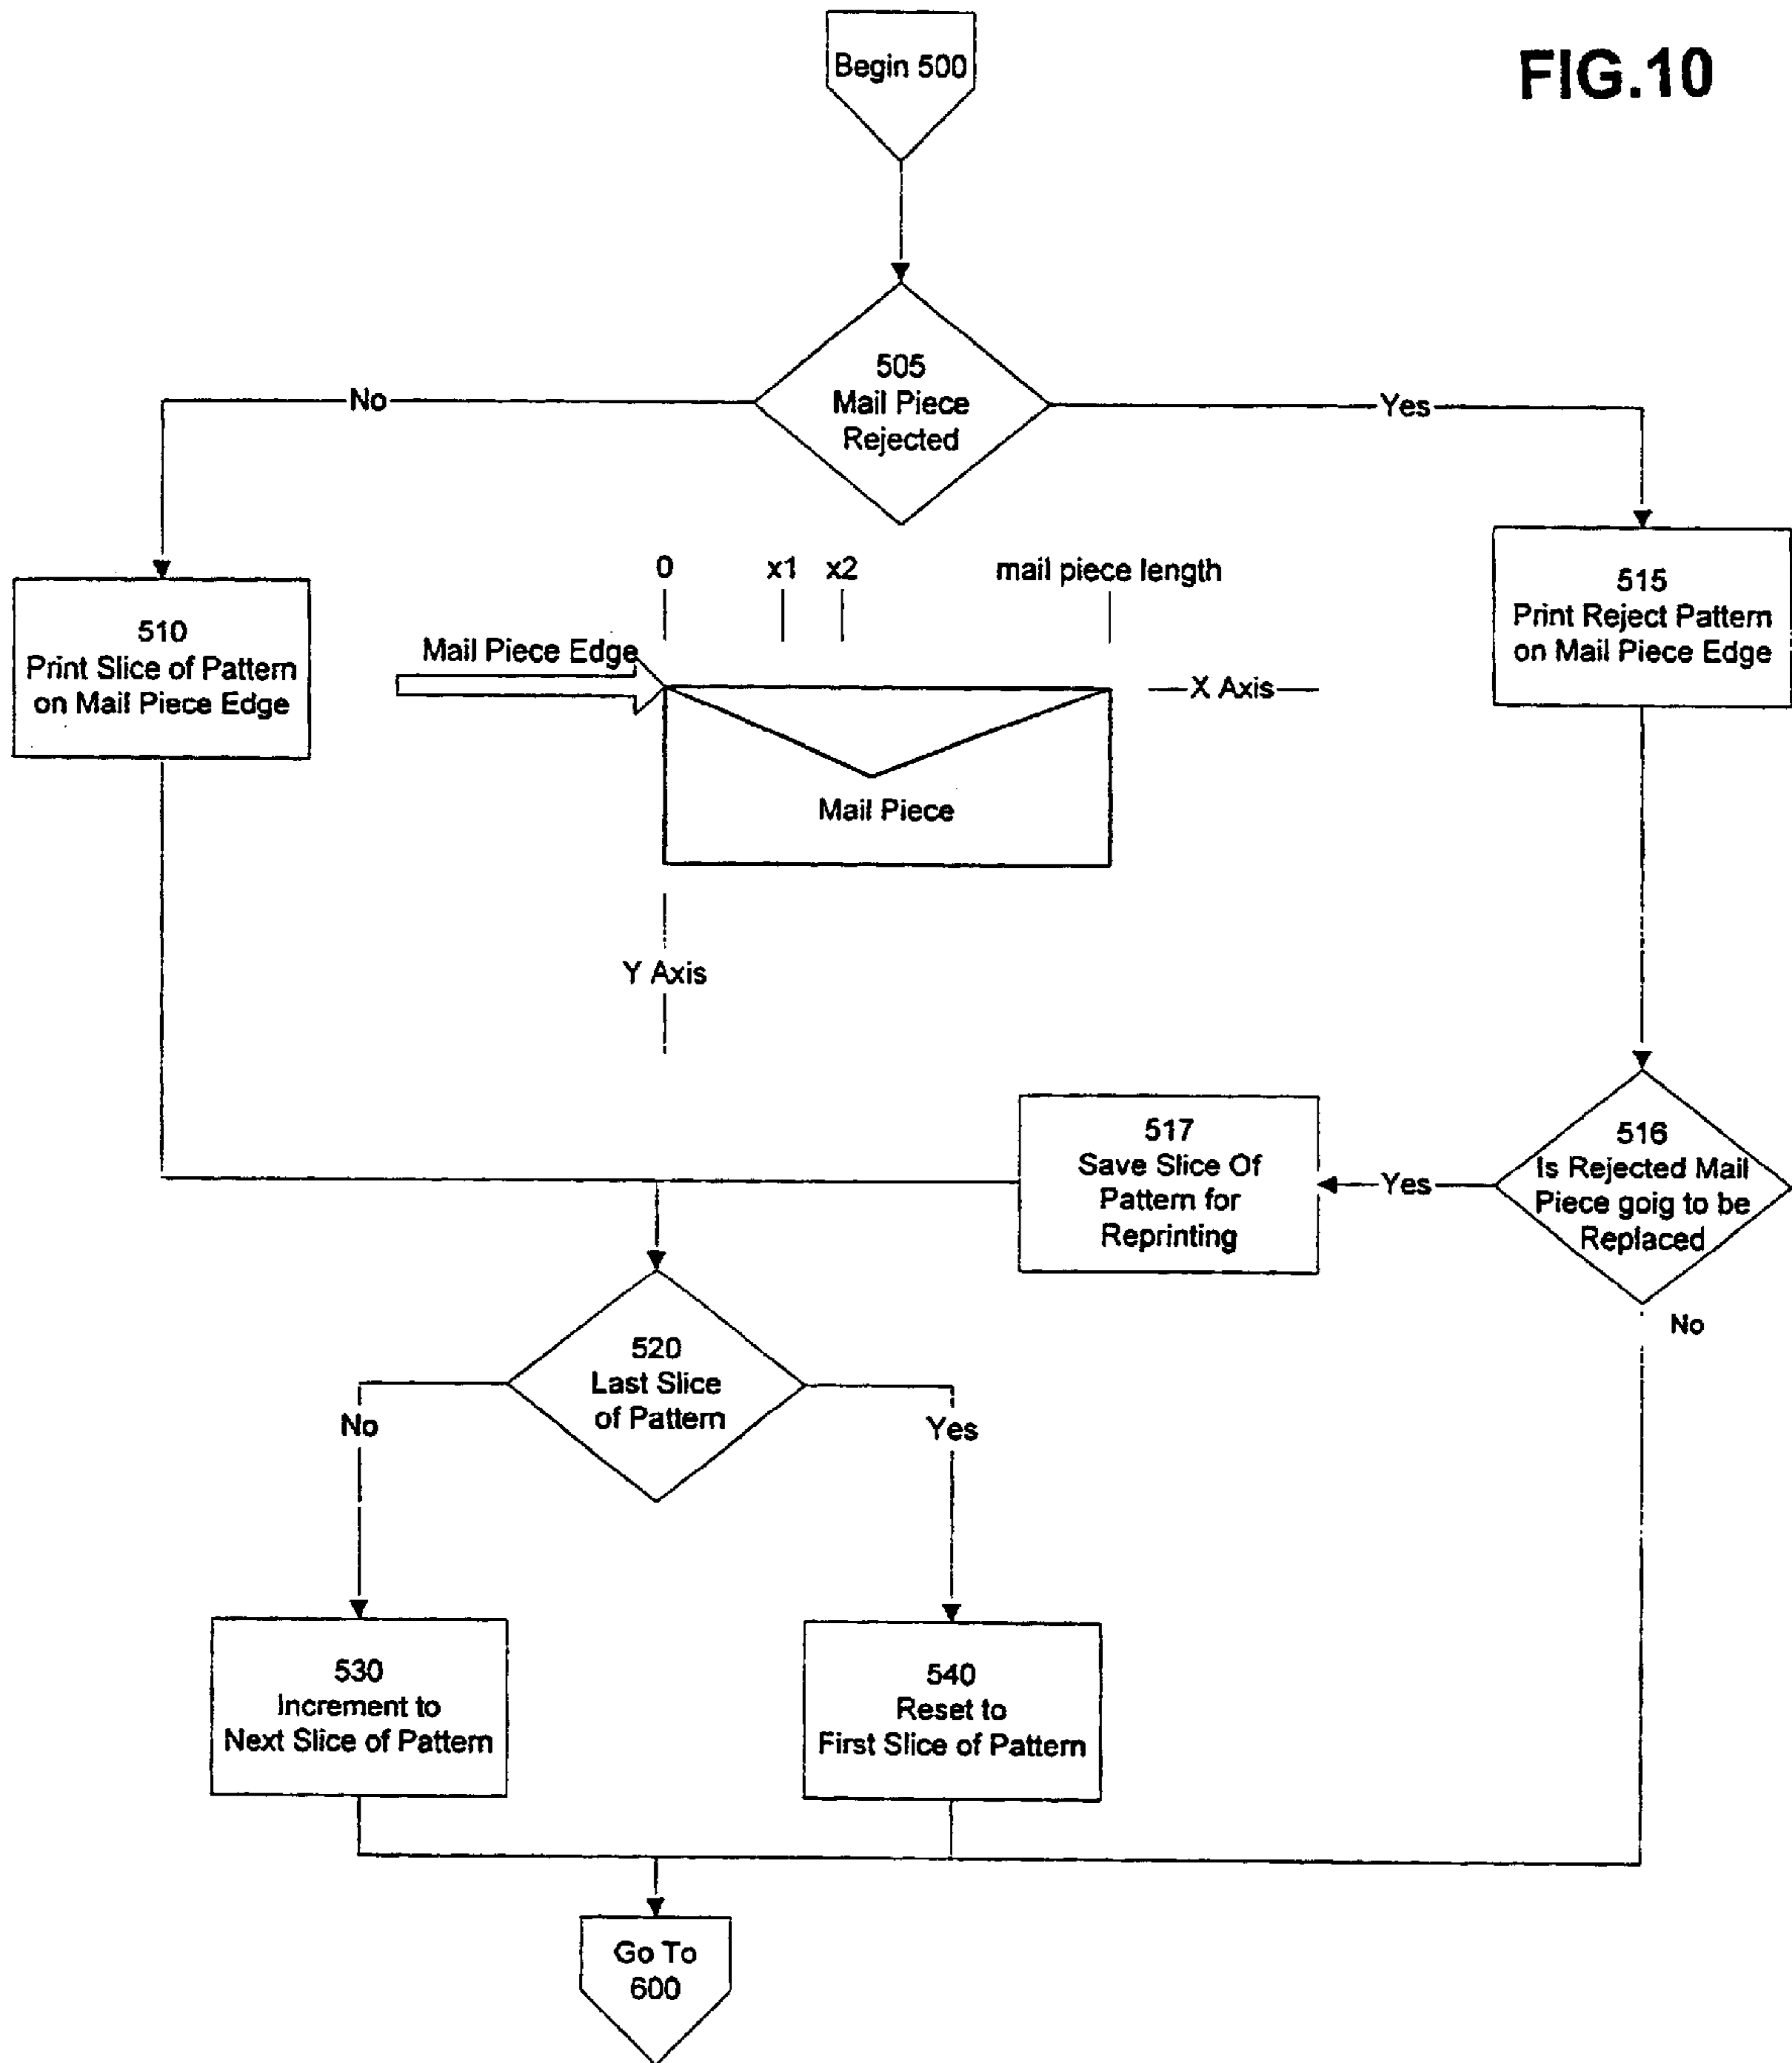 FIG.10
Begin 500
505
Mail Piece
Rejected
No
Yes
510
Print Slice of Pattern
on Mail Piece Edge
0
x1
x2
mail piece length
Mail Piece Edge
X Axis
Mail Piece
Y Axis
515
Print Reject Pattern
on Mail Piece Edge
517
Save Slice Of
Pattern for
Reprinting
Yes
516
Is Rejected Mail
Piece goig to be
Replaced
No
520
Last Slice
of Pattern
No
Yes
530
Increment to
Next Slice of Pattern
540
Reset to
First Slice of Pattern
Go To
600